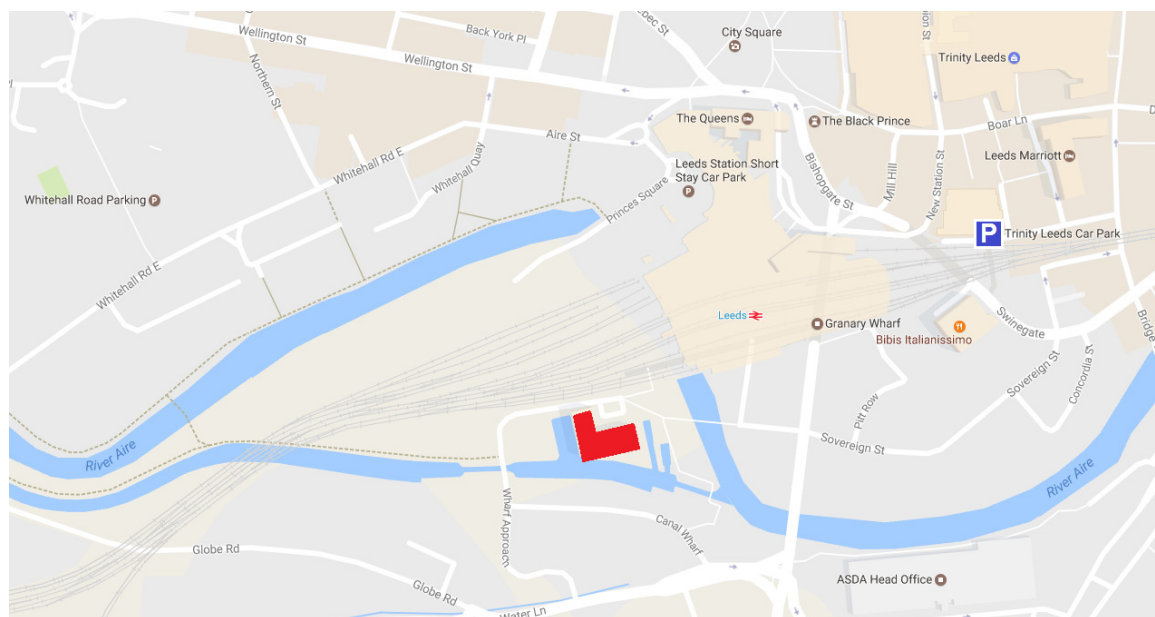 City Square
Back York Pl
Wellington St
Wellington St
Northern St
Trinity Leeds
The Queens
The Black Prince
Boar Ln
Aire St
Whitehall Rd E
Whitehall Quay
Leeds Station Short
Stay Car Park
P
Bishopgate St
Mill Hill
New Station St
Leeds Marriott
Whitehall Road Parking
P
Princes Square
P
Trinity Leeds Car Park
Whitehall Rd E
Leeds
Granary Wharf
Bibis Italianissimo
Swinegate
Bridge
Sovereign St
Concordia St
Pitt Row
Sovereign St
River Aire
River Aire
Wharf Approach
Canal Wharf
Globe Rd
Globe Rd
Water Ln
ASDA Head Office